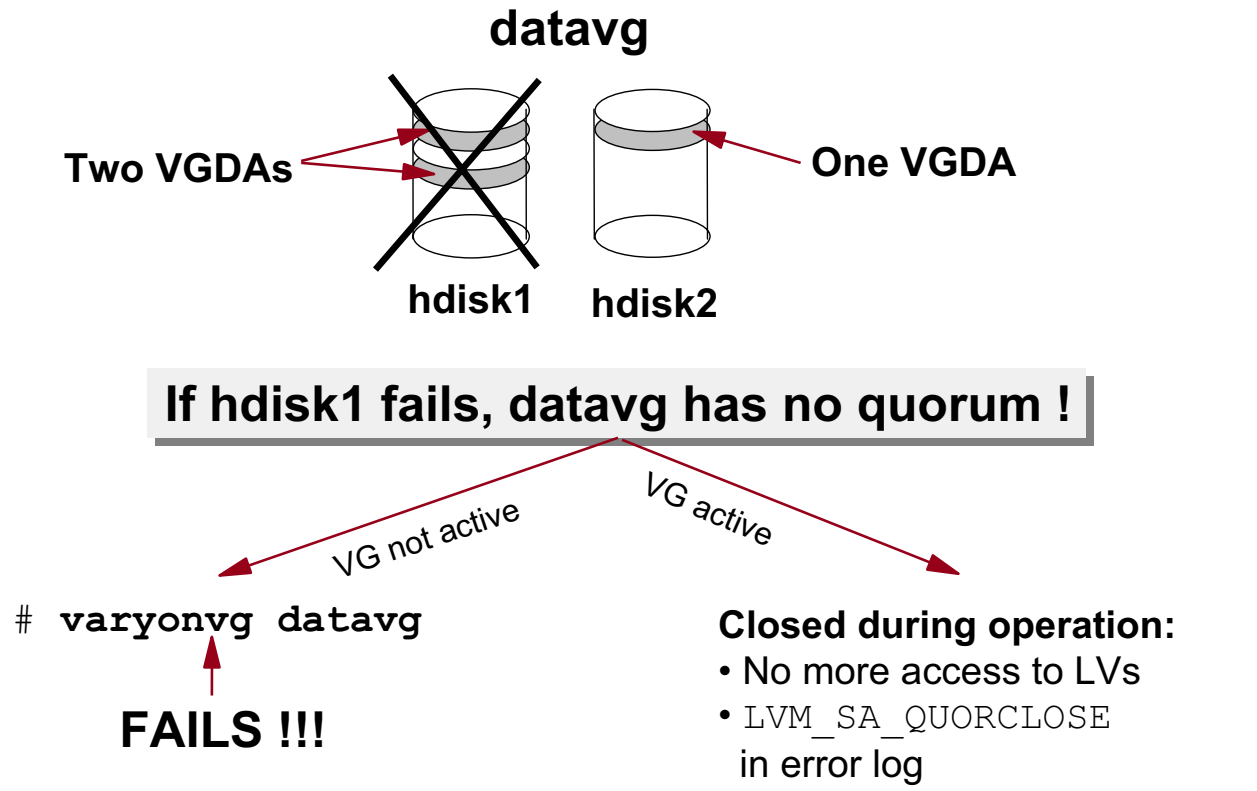 datavg
Two VGDAs
One VGDA
hdisk1
hdisk2
If hdisk1 fails, datavg has no quorum !
VG not active
VG active
# varyonvg datavg
FAILS !!!
Closed during operation:
• No more access to LVs
• LVM_SA_QUORCLOSE
in error log